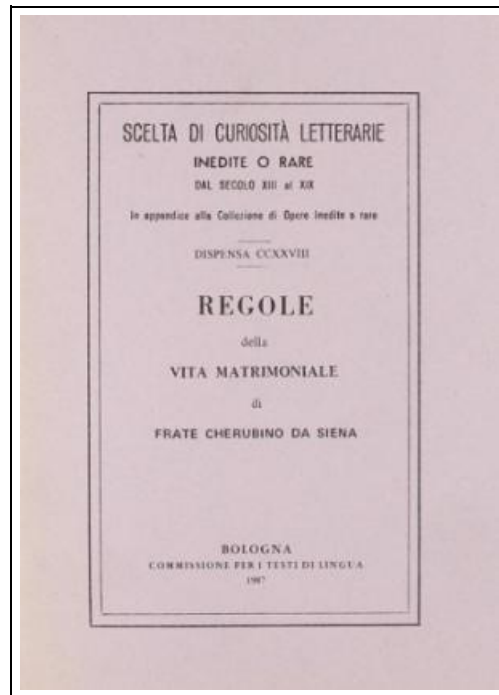 SCELTA DI CURIOSITÀ LETTERARIE
INEDITE O RARE
DAL SECOLO XIII al XIX
In appendice alla Collezione di Opere inedite o rare
DISPENSA CCXXVIII
REGOLE
della
VITA MATRIMONIALE
di
FRATE CHERUBINO DA SIENA
BOLOGNA
COMMISSIONE PER I TESTI DI LINGUA
1987